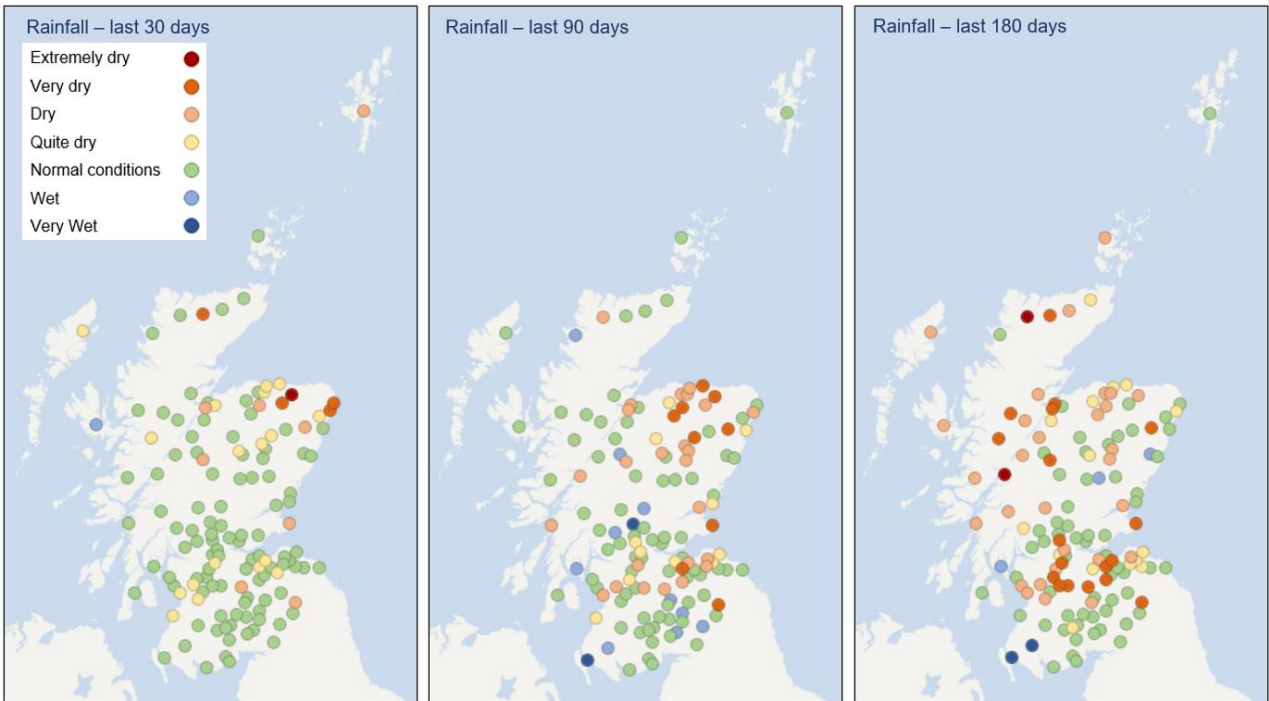 Rainfall – last 30 days
Extremely dry
Very dry
Dry
Quite dry
Normal conditions
Wet
Very Wet
Rainfall – last 90 days
Rainfall – last 180 days